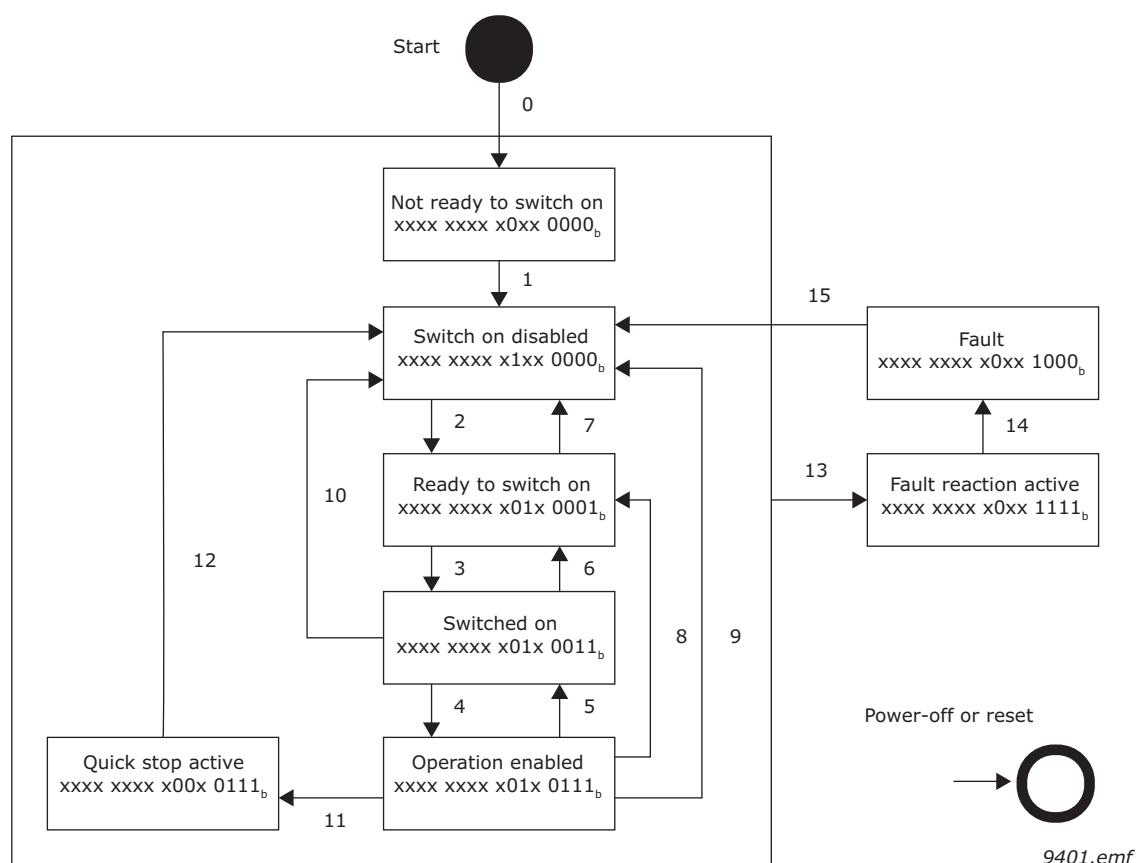 Start
0
Not ready to switch on
xxxx xxxx x0xx 0000b
1
15
Switch on disabled
xxxx xxxx x1xx 0000b
Fault
xxxx xxxx x0xx 1000b
2
7
14
10
Ready to switch on
xxxx xxxx x01x 0001b
13
Fault reaction active
xxxx xxxx x0xx 1111b
12
3
6
Switched on
xxxx xxxx x01x 0011b
8
9
4
5
Power-off or reset
Quick stop active
xxxx xxxx x00x 0111b
Operation enabled
xxxx xxxx x01x 0111b
11
9401.emf